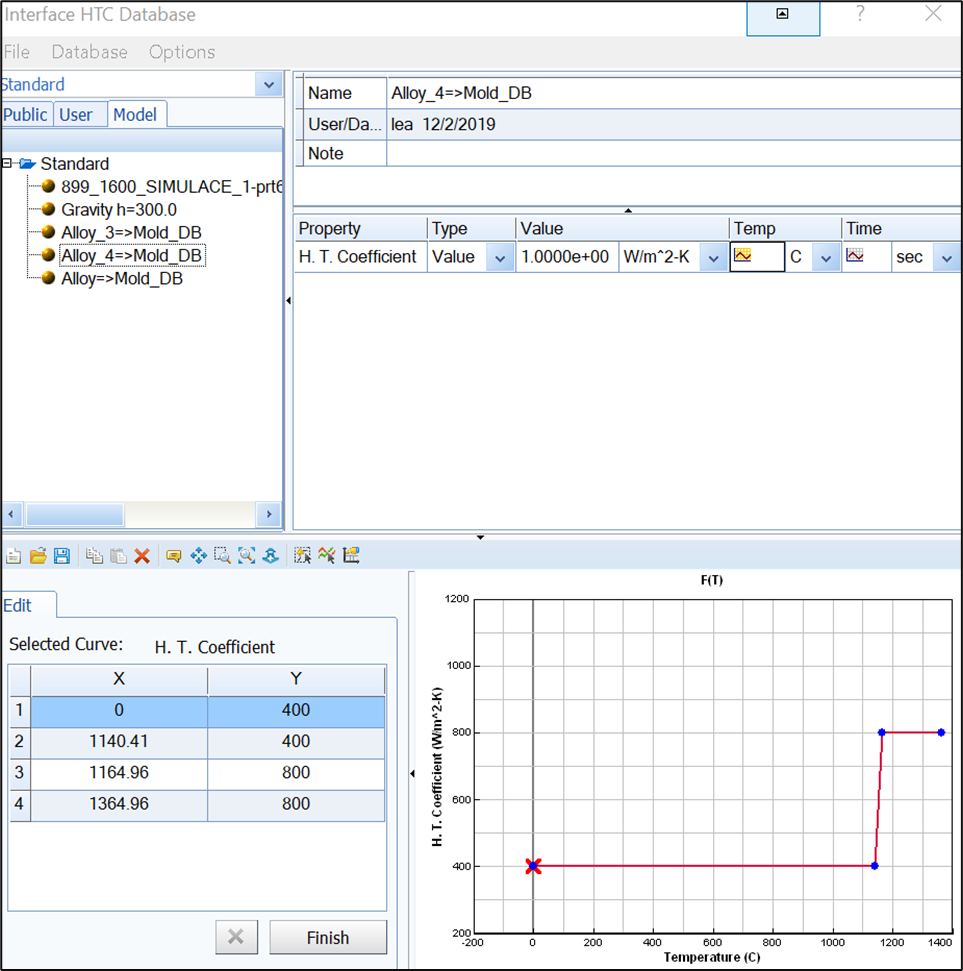 Interface HTC Database
?
File Database Options
Standard
Public User Model
Standard
899_1600_SIMULACE_1-prt6
Gravity h=300.0
Alloy_3=>Mold_DB
Alloy_4=>Mold_DB
Alloy=>Mold_DB
Name Alloy_4=>Mold_DB
User/Da... lea 12/2/2019
Note
Property Type Value Temp Time
H. T. Coefficient Value 1.0000e+00 W/m^2-K C sec
Edit
Selected Curve: H. T. Coefficient
X Y
1 0 400
2 1140.41 400
3 1164.96 800
4 1364.96 800
Finish
F(T)
H. T. Coefficient (W/m^2-K)
1200
1000
800
600
400
200
-200 0 200 400 600 800 1000 1200 1400
Temperature (C)